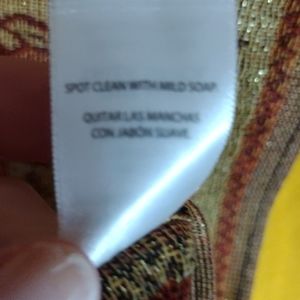 SPOT CLEAN WITH MILD SOAP.
QUITAR LAS MANCHAS
CON JABÓN SUAVE.